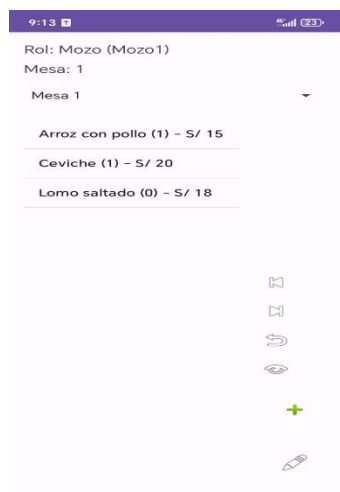 9:13
23
Rol: Mozo (Mozo1)
Mesa: 1
Mesa 1
Arroz con pollo (1) – S/ 15
Ceviche (1) – S/ 20
Lomo saltado (0) – S/ 18